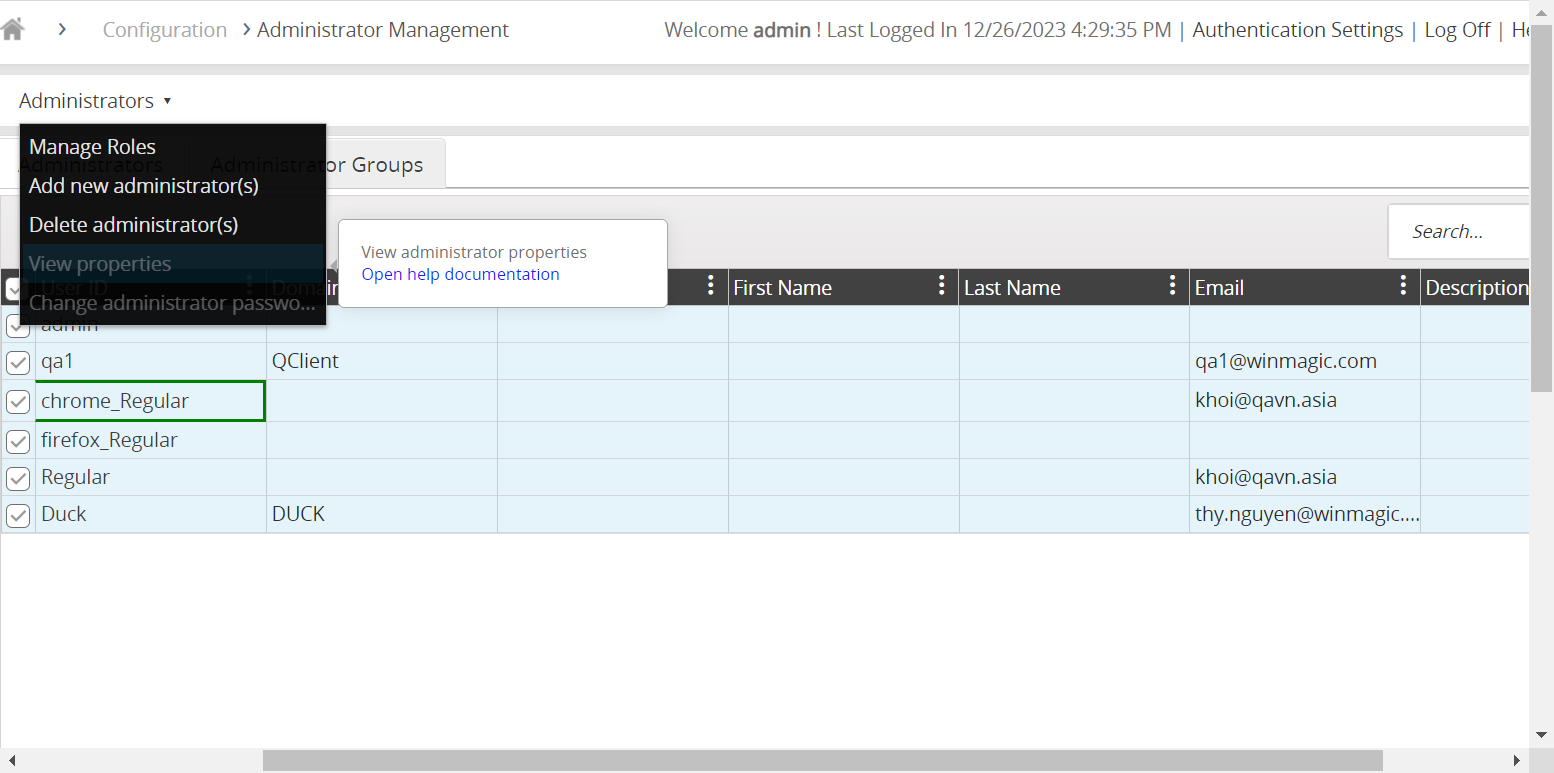 Configuration > Administrator Management
Welcome admin ! Last Logged In 12/26/2023 4:29:35 PM | Authentication Settings | Log Off |
Administrators ▾
Administrators
Administrator Groups
Manage Roles
Add new administrator(s)
Delete administrator(s)
View properties
Change administrator passwo...
View administrator properties
Open help documentation
Search...
User ID First Name Last Name Email Description
admin
qa1 QClient qa1@winmagic.com
chrome_Regular khoi@qavn.asia
firefox_Regular
Regular khoi@qavn.asia
Duck DUCK thy.nguyen@winmagic....